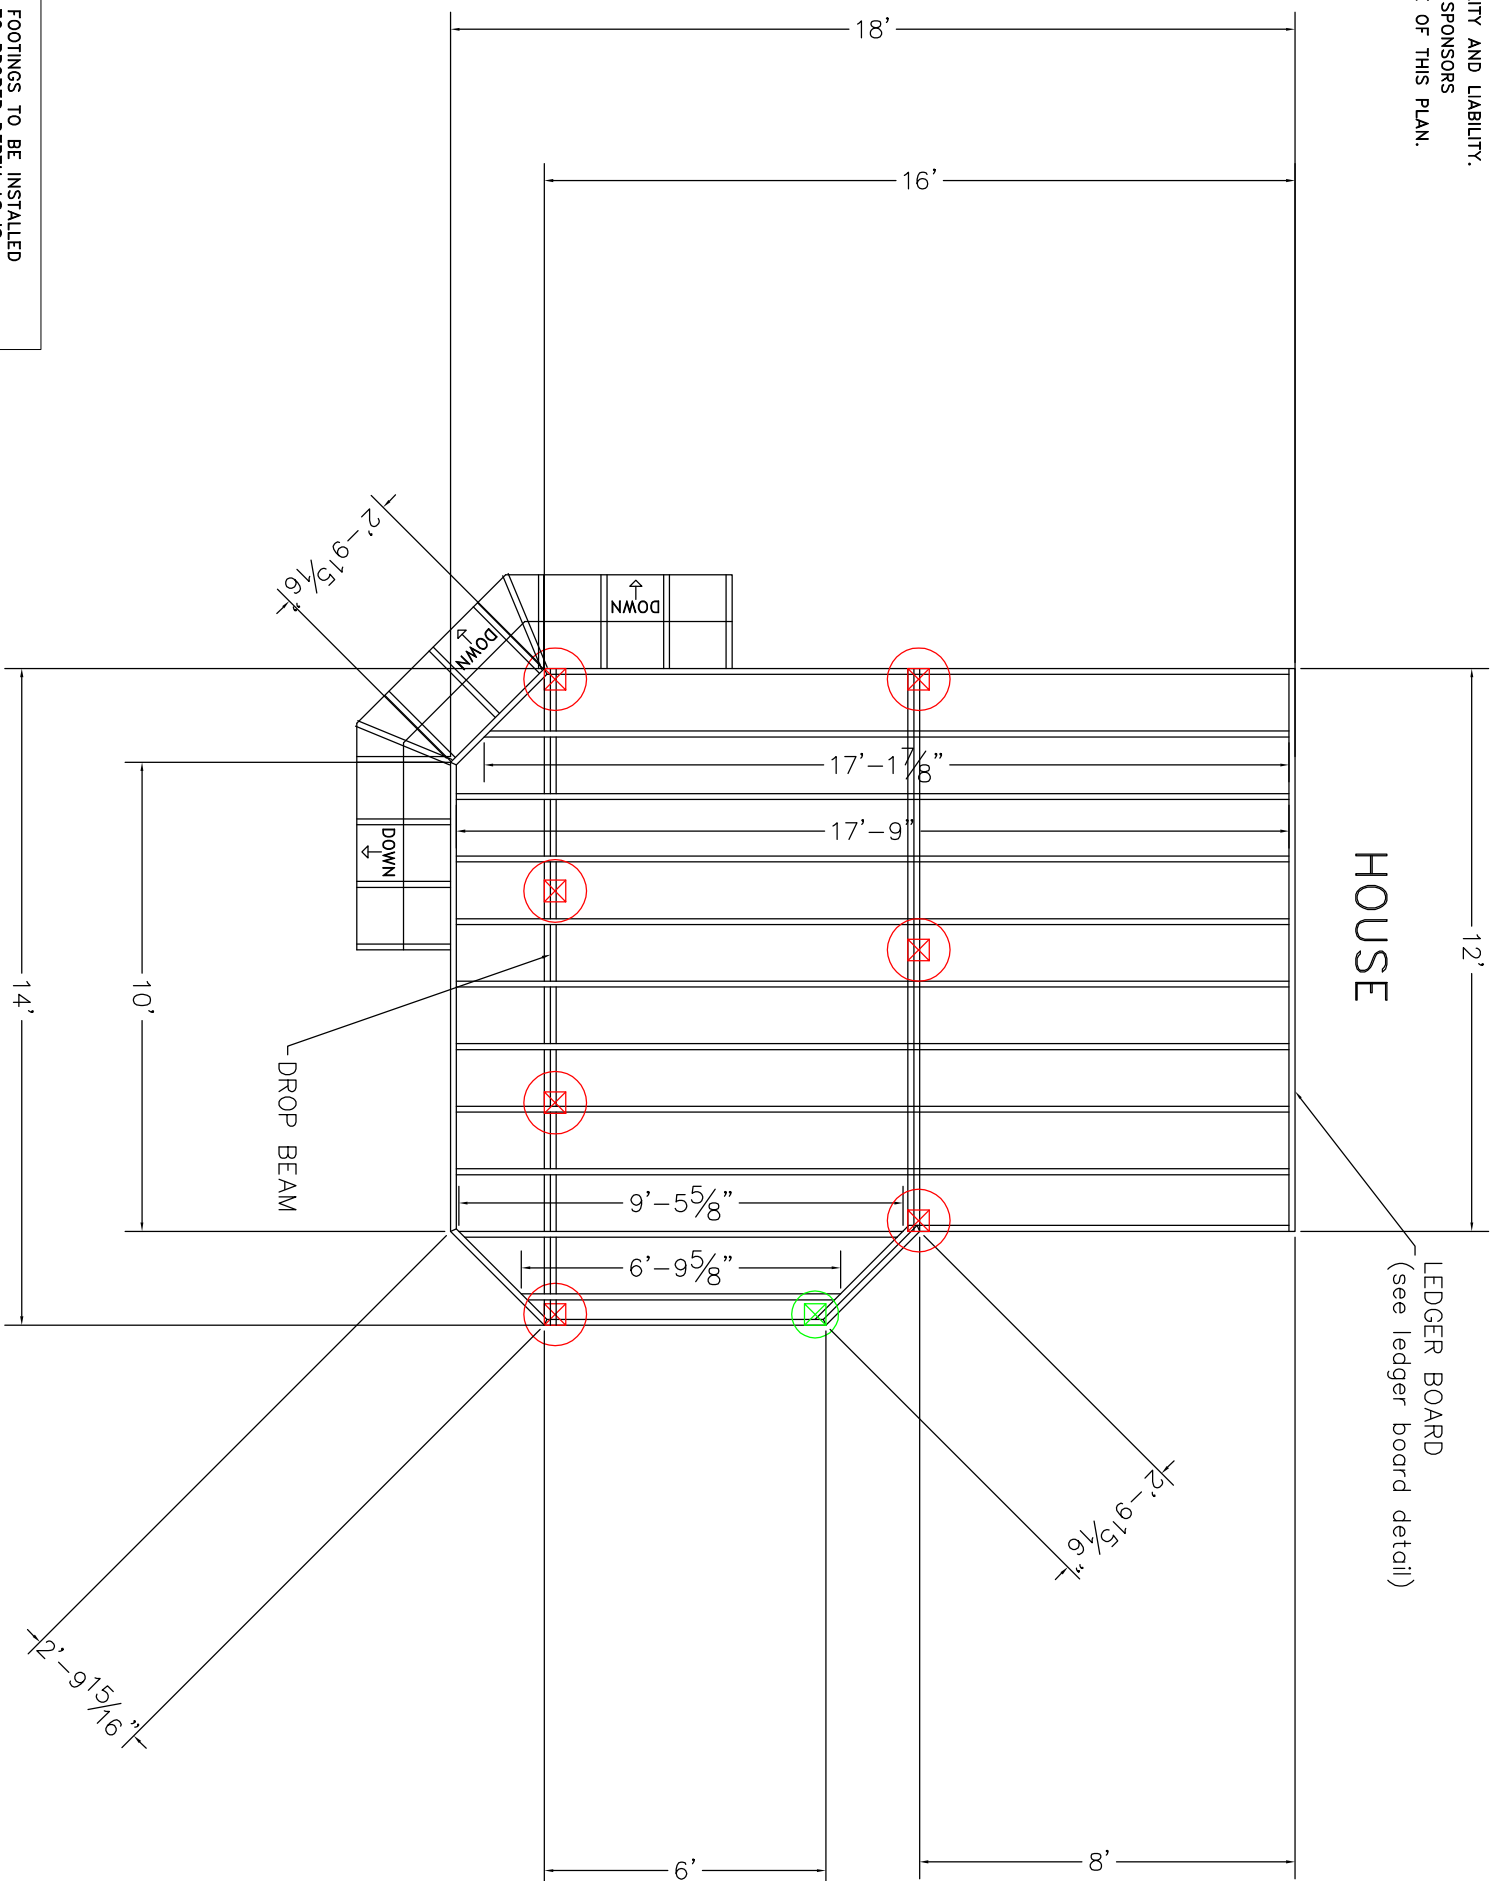 ITY AND LIABILITY.
SPONSORS
OF THIS PLAN.
18'
16'
HOUSE
12'
LEDGER BOARD
(see ledger board detail)
DOWN
DOWN
DOWN
2'-9 15/16"
17'-1 7/8"
17'-9"
9'-5 5/8"
6'-9 5/8"
DROP BEAM
10'
14'
2'-9 15/16"
2'-9 15/16"
6'
8'
FOOTINGS TO BE INSTALLED